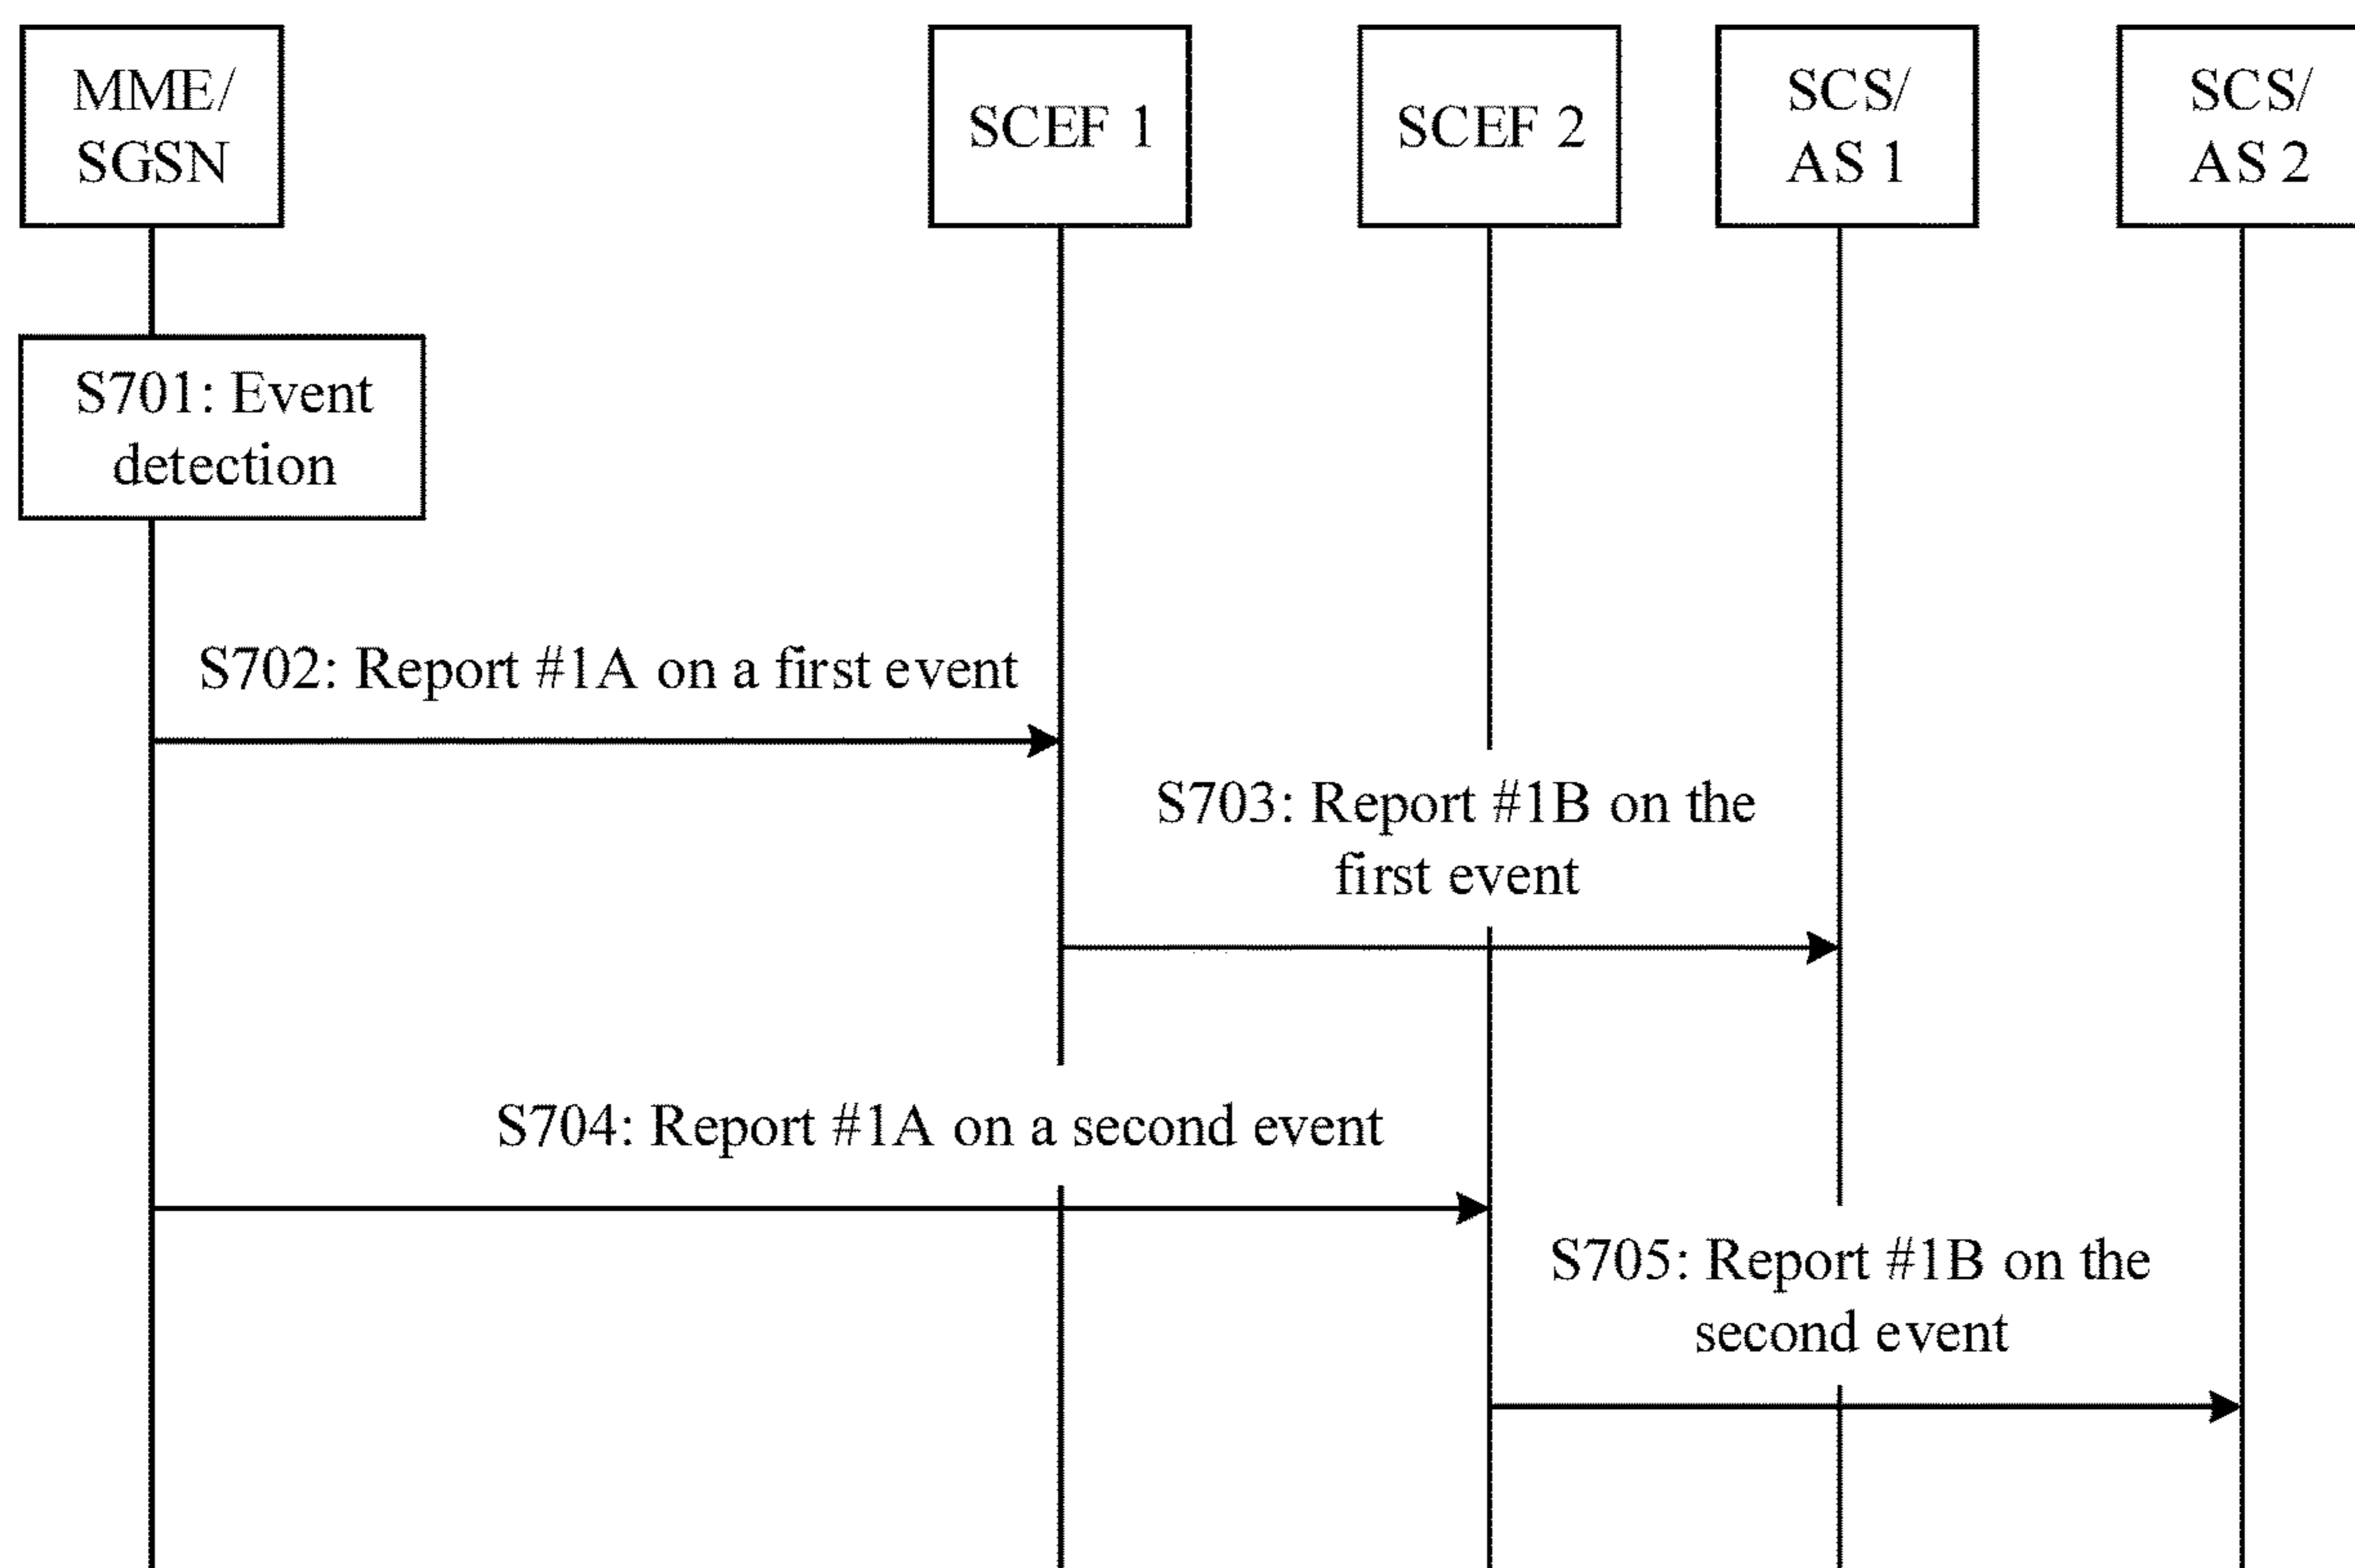 MME/
SGSN
SCEF 1
SCEF 2
SCS/
AS 1
SCS/
AS 2
S701: Event
detection
S702: Report #1A on a first event
S703: Report #1B on the
first event
S704: Report #1A on a second event
S705: Report #1B on the
second event